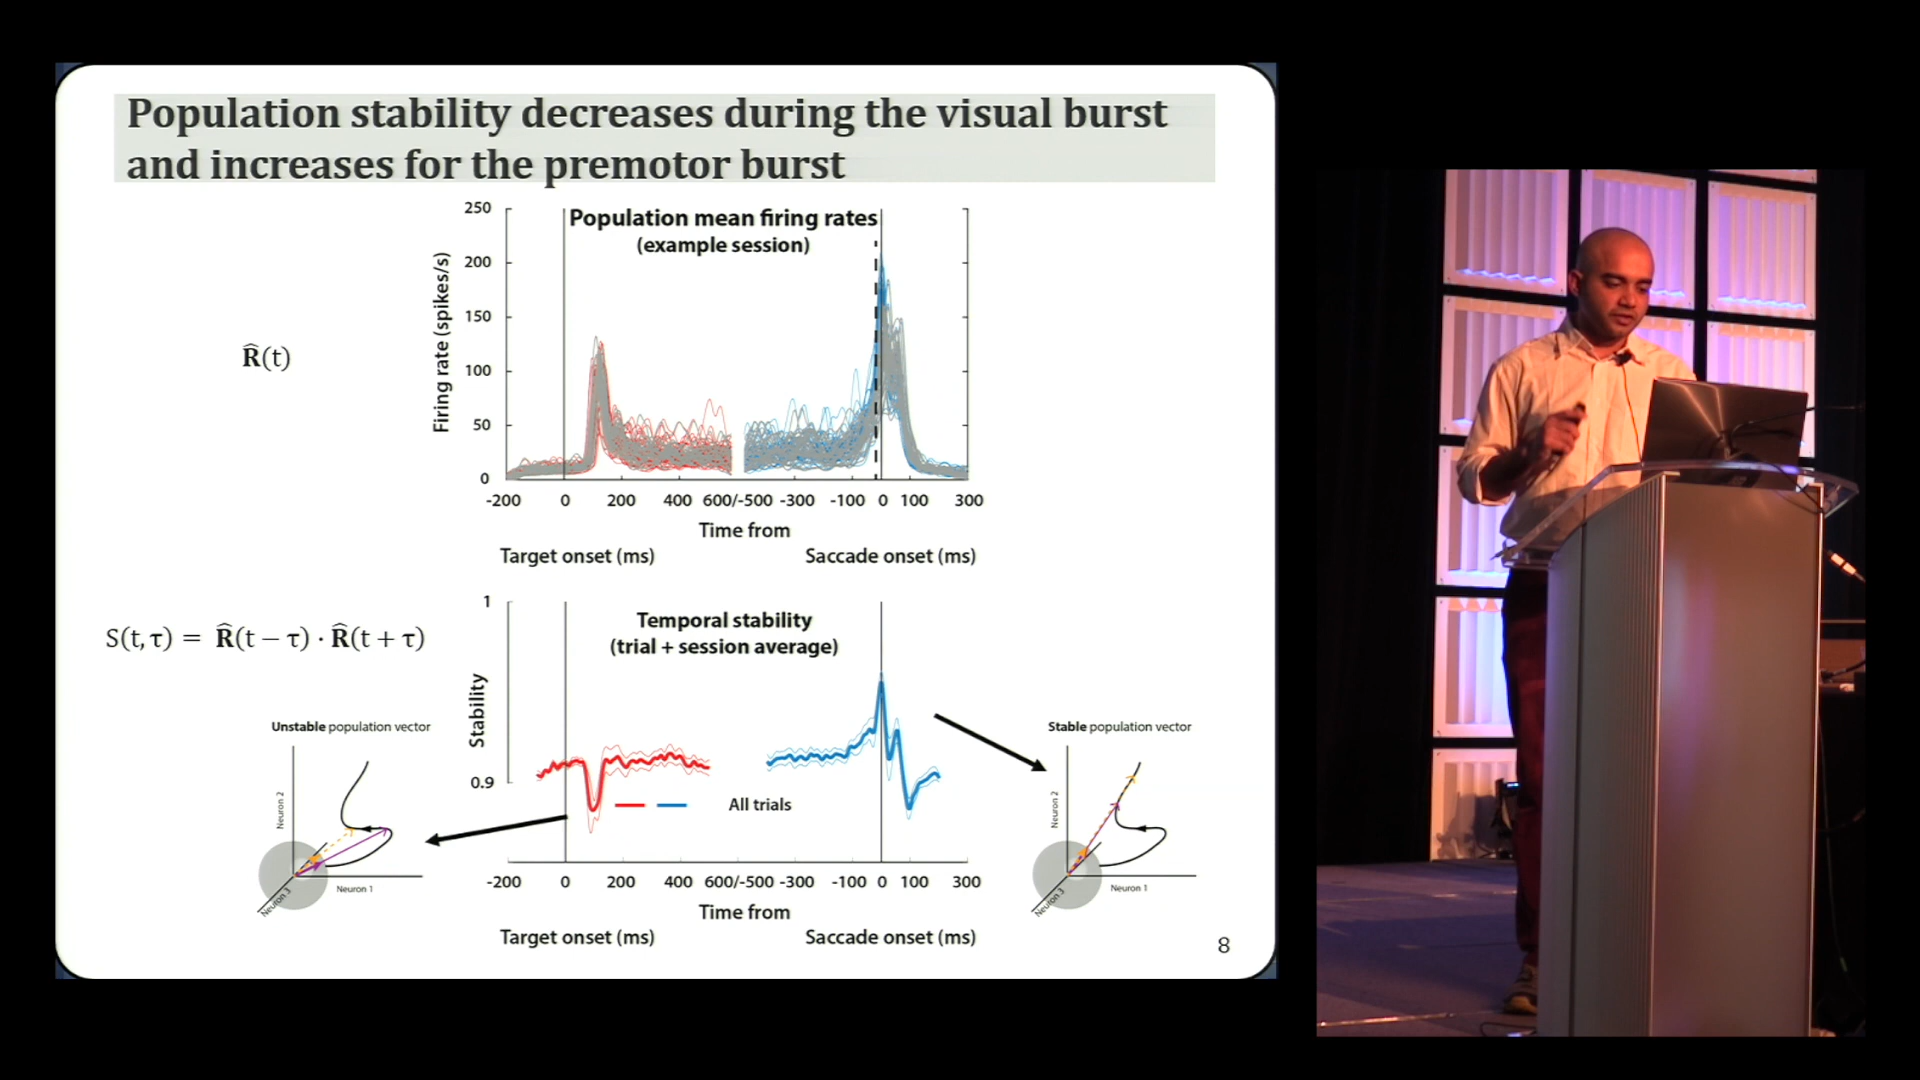 Population stability decreases during the visual burst
and increases for the premotor burst
R̂(t)
Population mean firing rates
(example session)
Firing rate (spikes/s)
250
200
150
100
50
0
-200 0 200 400 600/-500 -300 -100 0 100 300
Time from
Target onset (ms) Saccade onset (ms)
S(t, τ) = R̂(t − τ) · R̂(t + τ)
Temporal stability
(trial + session average)
Stability
1
0.9
All trials
-200 0 200 400 600/-500 -300 -100 0 100 300
Time from
Target onset (ms) Saccade onset (ms)
Unstable population vector
Neuron 2
Neuron 1
Neuron 3
Stable population vector
Neuron 2
Neuron 1
Neuron 3
8